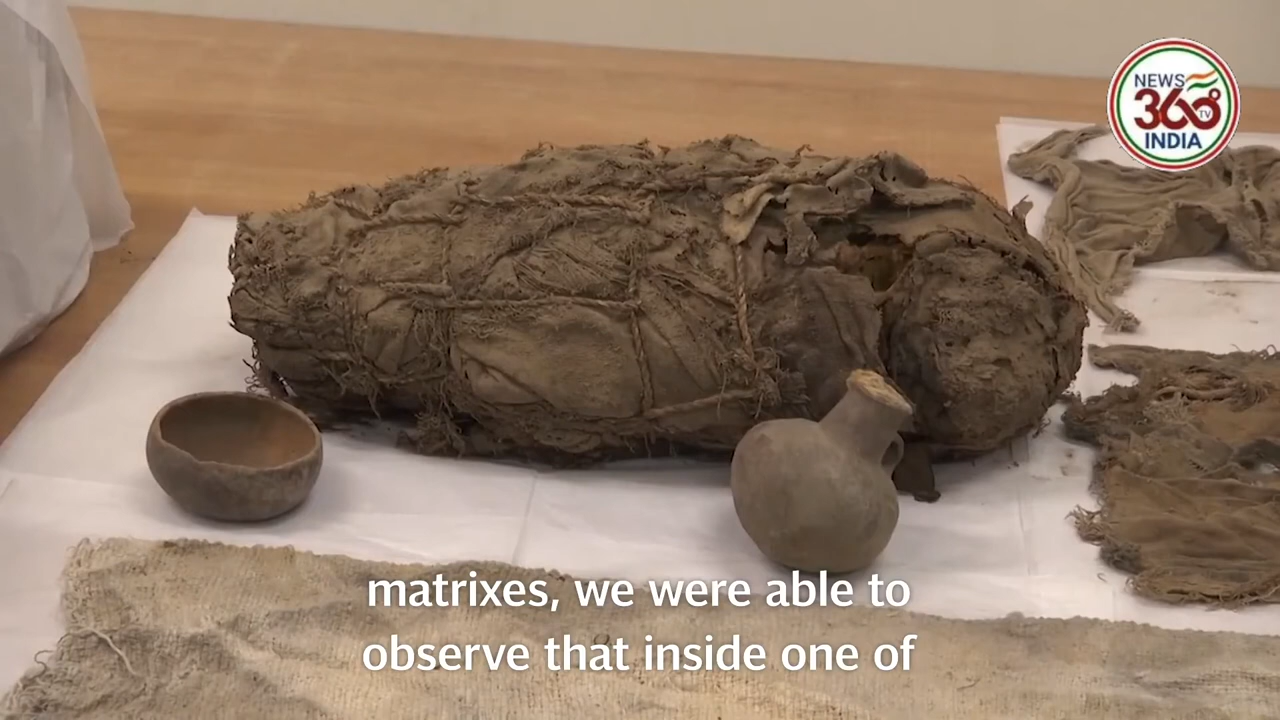 NEWS
360°
TV
INDIA
matrixes, we were able to
observe that inside one of